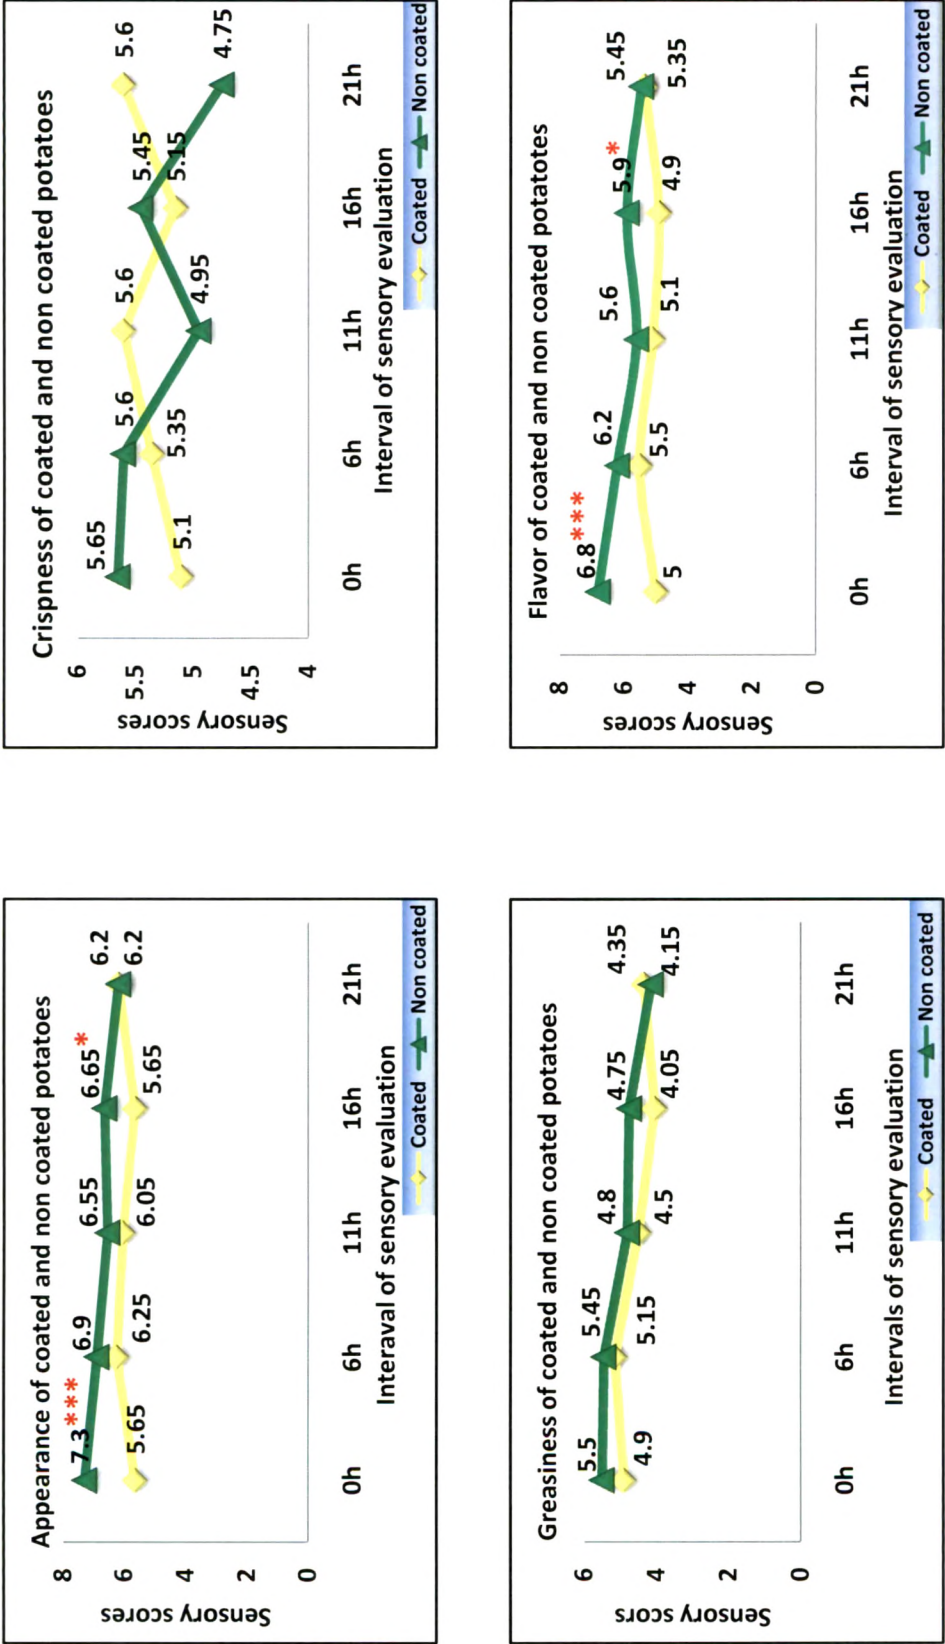 Appearance of coated and non coated potatoes
Sensory scores
8
6
4
2
0
7.3 ***
6.9
6.55
6.65 *
6.2
5.65
6.25
6.05
5.65
6.2
0h 6h 11h 16h 21h
Interaval of sensory evaluation
Coated Non coated
Crispness of coated and non coated potatoes
Sensory scores
6
5.5
5
4.5
4
5.65
5.6
5.6
5.45
5.6
5.1
5.35
4.95
5.15
4.75
0h 6h 11h 16h 21h
Interval of sensory evaluation
Coated Non coated
Greasiness of coated and non coated potatoes
Sensory scors
6
4
2
0
5.5
5.45
4.8
4.75
4.35
4.9
5.15
4.5
4.05
4.15
0h 6h 11h 16h 21h
Intervals of sensory evaluation
Coated Non coated
Flavor of coated and non coated potatotes
Sensory scores
8
6
4
2
0
6.8 ***
6.2
5.6
5.9 *
5.45
5
5.5
5.1
4.9
5.35
0h 6h 11h 16h 21h
Interval of sensory evaluation
Coated Non coated